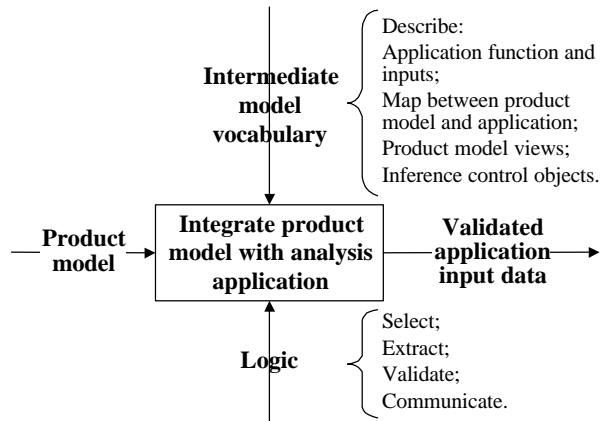 Describe:
Application function and
inputs;
Map between product
model and application;
Product model views;
Inference control objects.
Intermediate
model
vocabulary
Product
model
Integrate product
model with analysis
application
Validated
application
input data
Logic
Select;
Extract;
Validate;
Communicate.